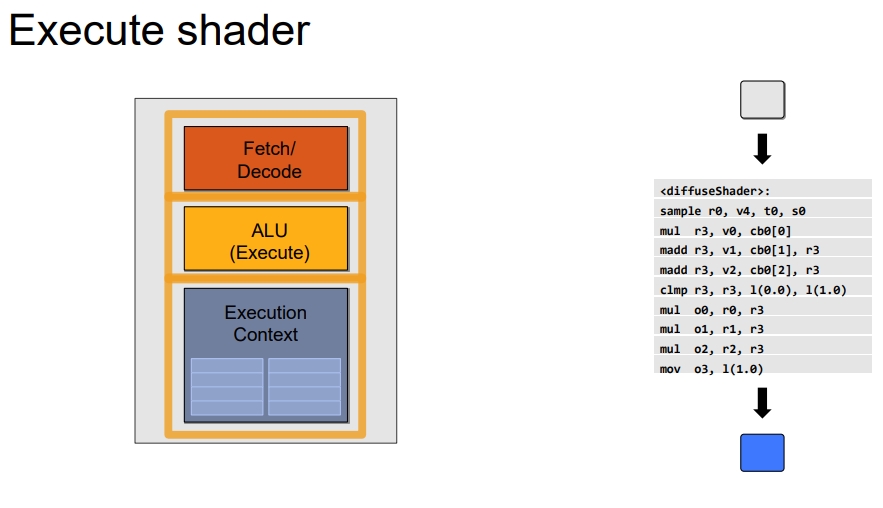 Execute shader
Fetch/
Decode
ALU
(Execute)
Execution
Context
<diffuseShader>:
sample r0, v4, t0, s0
mul  r3, v0, cb0[0]
madd r3, v1, cb0[1], r3
madd r3, v2, cb0[2], r3
clmp r3, r3, l(0.0), l(1.0)
mul  o0, r0, r3
mul  o1, r1, r3
mul  o2, r2, r3
mov  o3, l(1.0)